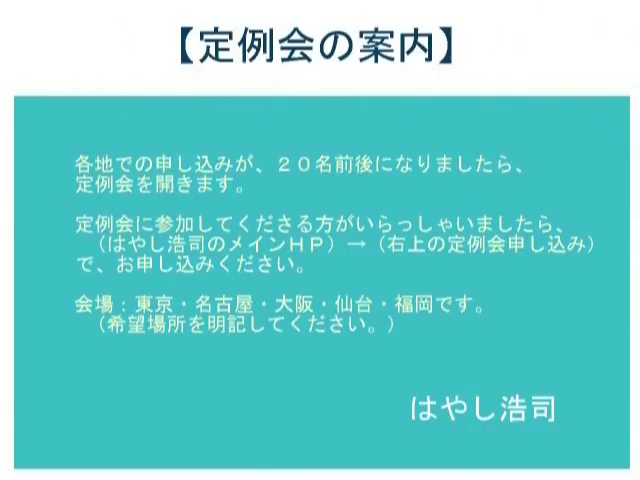 【定例会の案内】
各地での申し込みが、２０名前後になりましたら、
定例会を開きます。
定例会に参加してくださる方がいらっしゃいましたら、
（はやし浩司のメインＨＰ）→（右上の定例会申し込み）
で、お申し込みください。
会場：東京・名古屋・大阪・仙台・福岡です。
（希望場所を明記してください。）
はやし浩司